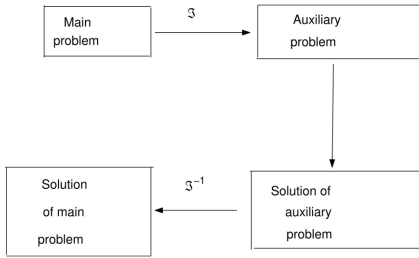 Main
problem
ℑ
Auxiliary
problem
Solution
of main
problem
ℑ⁻¹
Solution of
auxiliary
problem